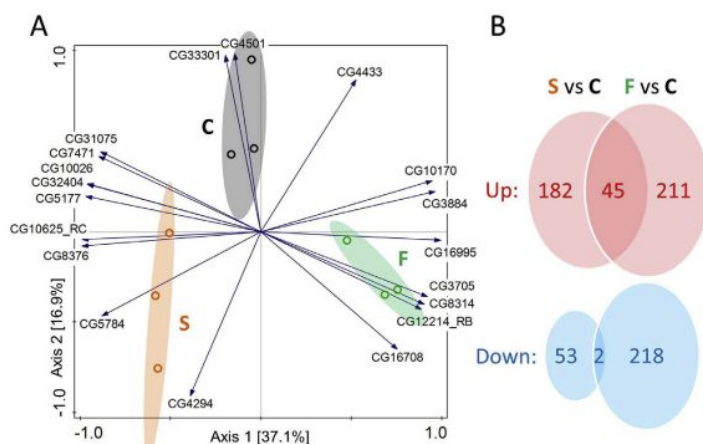 A
B
1.0
CG4501
CG33301
CG4433
C
CG31075
CG7471
CG10026
CG32404
CG5177
CG10170
CG3884
CG10625_RC
CG8376
CG16995
F
CG3705
CG8314
CG12214_RB
CG5784
S
CG16708
CG4294
Axis 2 [16.9%]
-1.0
-1.0
Axis 1 [37.1%]
1.0
S vs C
F vs C
Up: 182 45 211
Down: 53 2 218